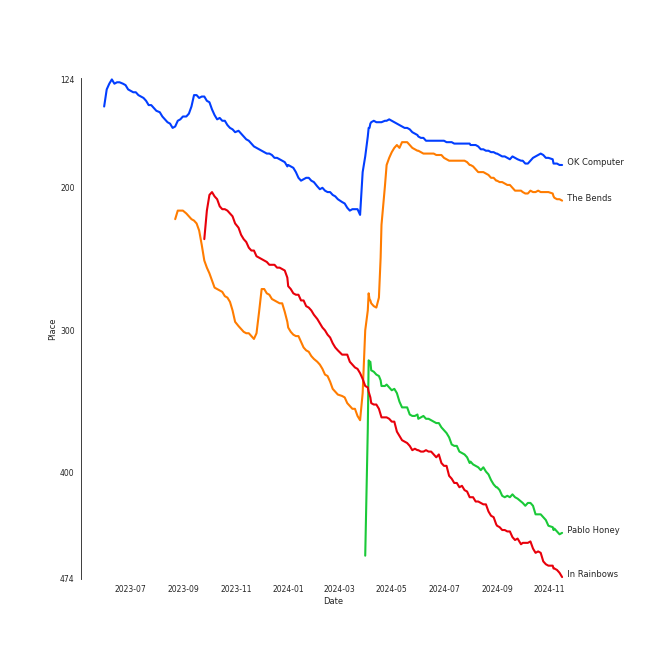 124
200
300
400
474
Place
2023-07
2023-09
2023-11
2024-01
2024-03
2024-05
2024-07
2024-09
2024-11
Date
OK Computer
The Bends
Pablo Honey
In Rainbows